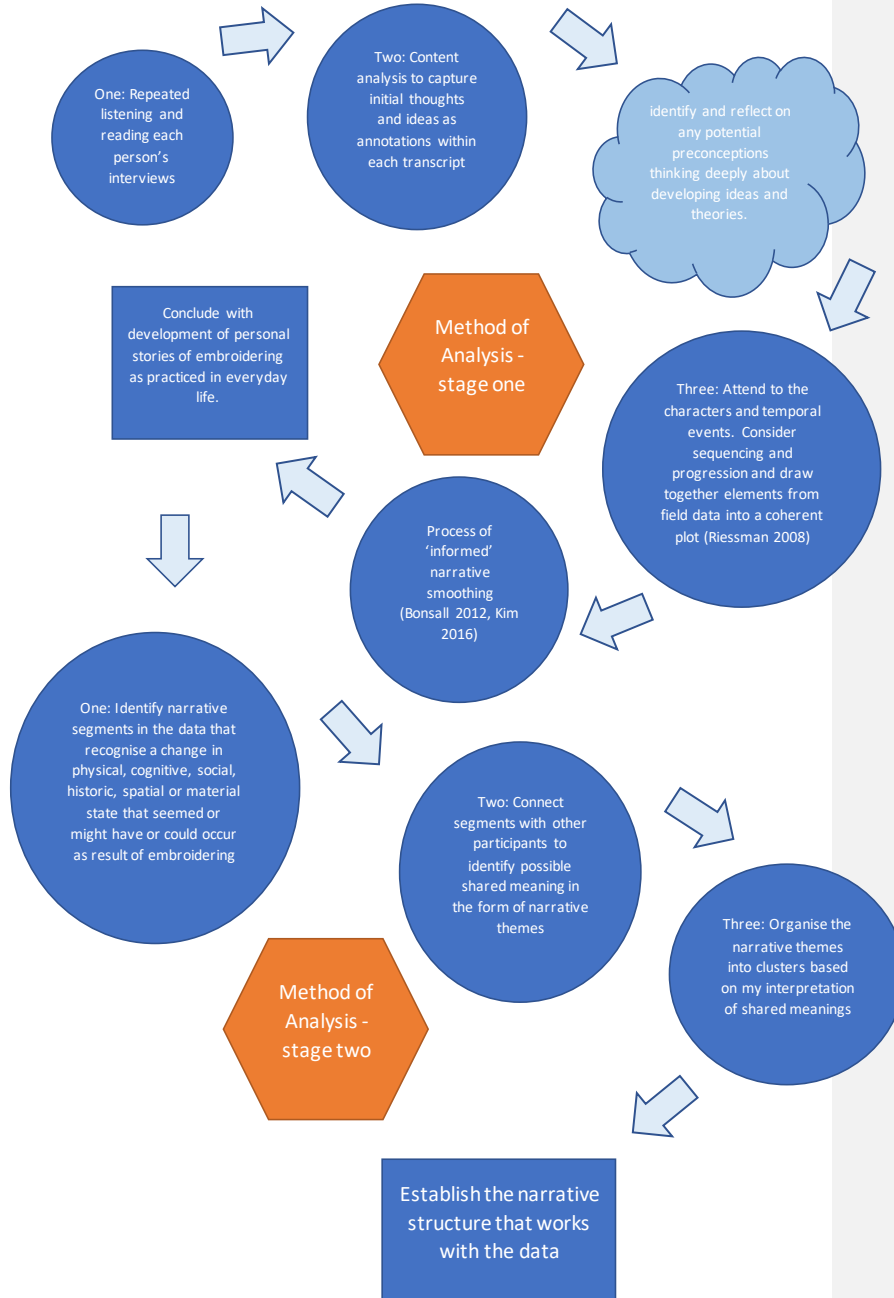 One: Repeated
listening and
reading each
person's
interviews
Two: Content
analysis to capture
initial thoughts
and ideas as
annotations within
each transcript
identify and reflect on
any potential
preconceptions
thinking deeply about
developing ideas and
theories.
Method of
Analysis -
stage one
Three: Attend to the
characters and temporal
events. Consider
sequencing and
progression and draw
together elements from
field data into a coherent
plot (Riessman 2008)
Process of
‘informed’
narrative
smoothing
(Bonsall 2012, Kim
2016)
Conclude with
development of personal
stories of embroidering
as practiced in everyday
life.
One: Identify narrative
segments in the data that
recognise a change in
physical, cognitive, social,
historic, spatial or material
state that seemed or
might have or could occur
as result of embroidering
Two: Connect
segments with other
participants to
identify possible
shared meaning in
the form of narrative
themes
Three: Organise the
narrative themes
into clusters based
on my interpretation
of shared meanings
Method of
Analysis -
stage two
Establish the narrative
structure that works
with the data